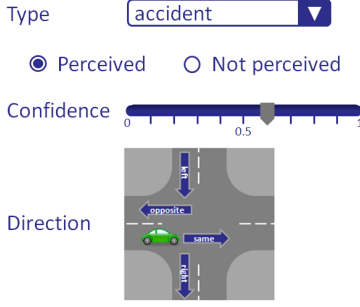 Type accident
Perceived Not perceived
Confidence
0 0.5 1
left
opposite
Direction
same
right